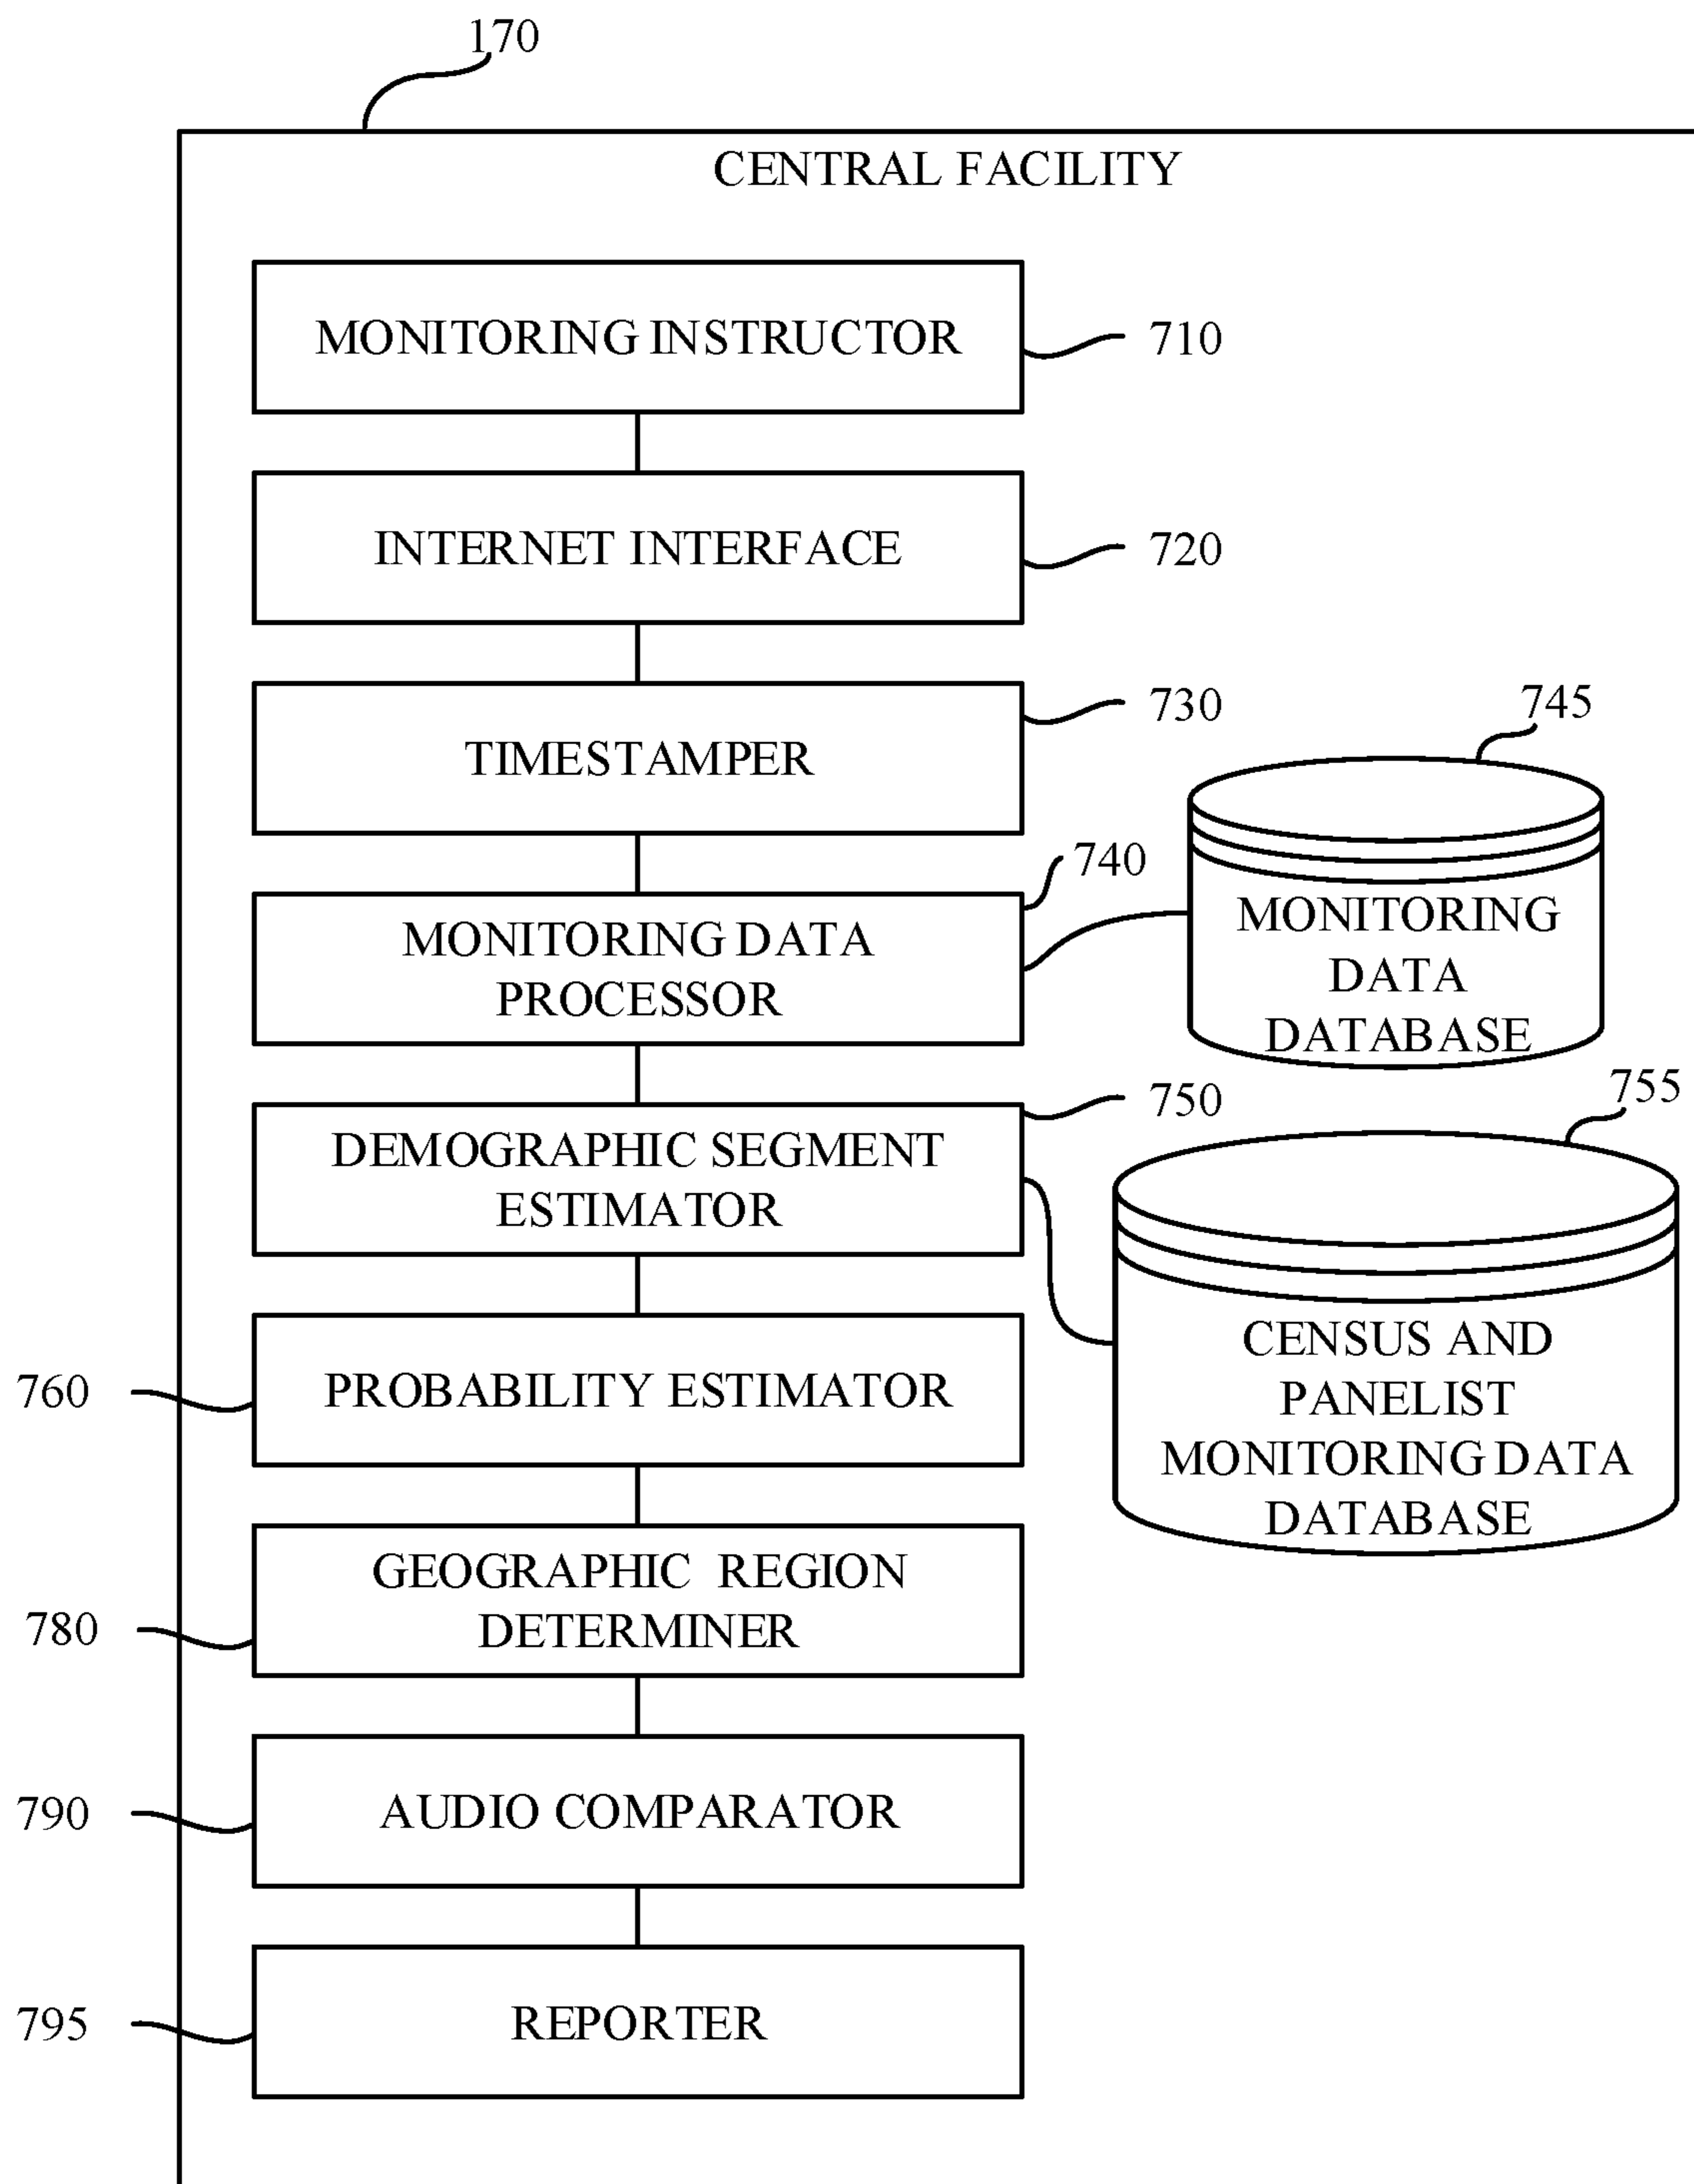 170
CENTRAL FACILITY
MONITORING INSTRUCTOR
710
INTERNET INTERFACE
720
TIMESTAMPER
730
745
MONITORING DATA
PROCESSOR
740
MONITORING
DATA
DATABASE
DEMOGRAPHIC SEGMENT
ESTIMATOR
750
755
CENSUS AND
PANELIST
MONITORING DATA
DATABASE
760
PROBABILITY ESTIMATOR
780
GEOGRAPHIC REGION
DETERMINER
790
AUDIO COMPARATOR
795
REPORTER